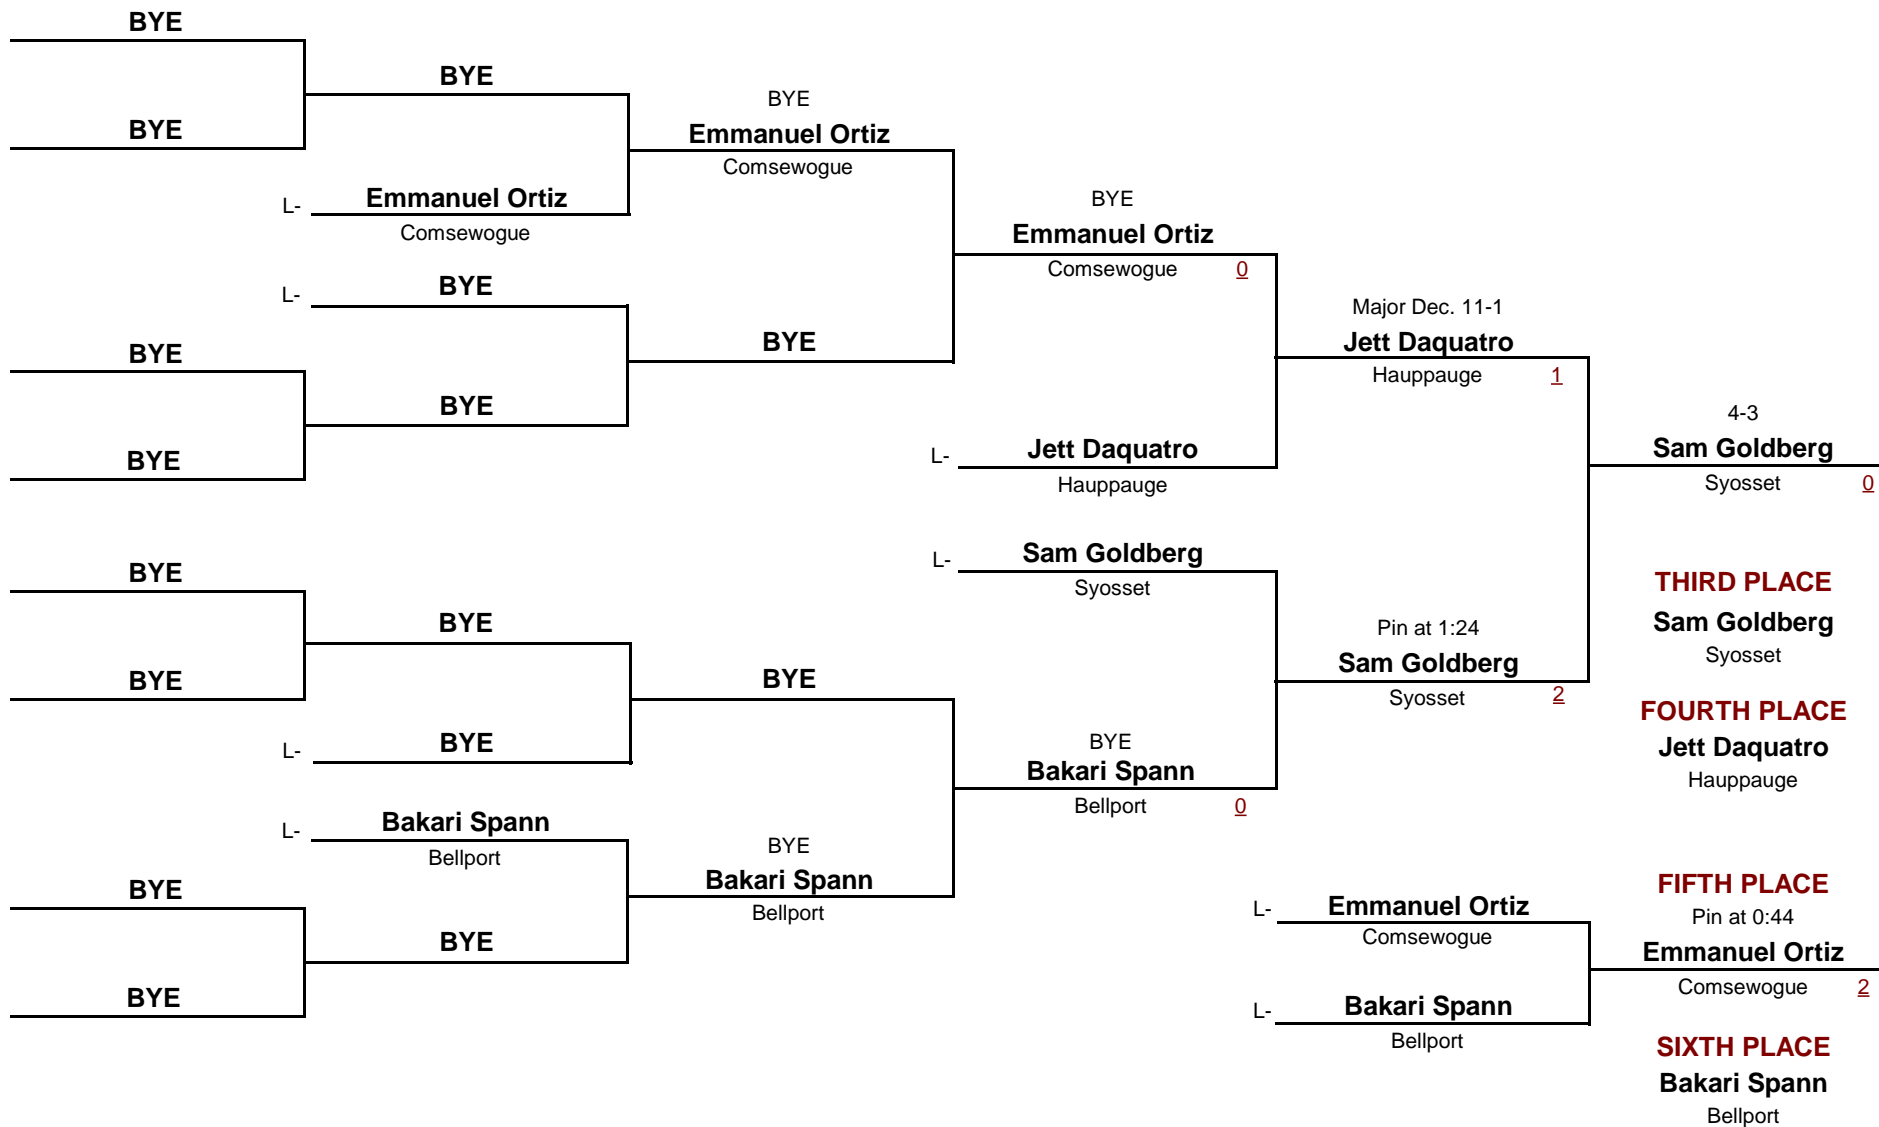 BYE
BYE
BYE
BYE
BYE
BYE
BYE
BYE
BYE
L- Emmanuel Ortiz
Comsewogue
L- BYE
BYE
BYE
L- BYE
L- Bakari Spann
Bellport
BYE
BYE
Emmanuel Ortiz
Comsewogue
BYE
BYE
BYE
Bakari Spann
Bellport
BYE
Emmanuel Ortiz
Comsewogue 0
L- Jett Daquatro
Hauppauge
L- Sam Goldberg
Syosset
BYE
Bakari Spann
Bellport 0
Major Dec. 11-1
Jett Daquatro
Hauppauge 1
Pin at 1:24
Sam Goldberg
Syosset 2
L- Emmanuel Ortiz
Comsewogue
L- Bakari Spann
Bellport
4-3
Sam Goldberg
Syosset 0
THIRD PLACE
Sam Goldberg
Syosset
FOURTH PLACE
Jett Daquatro
Hauppauge
FIFTH PLACE
Pin at 0:44
Emmanuel Ortiz
Comsewogue 2
SIXTH PLACE
Bakari Spann
Bellport